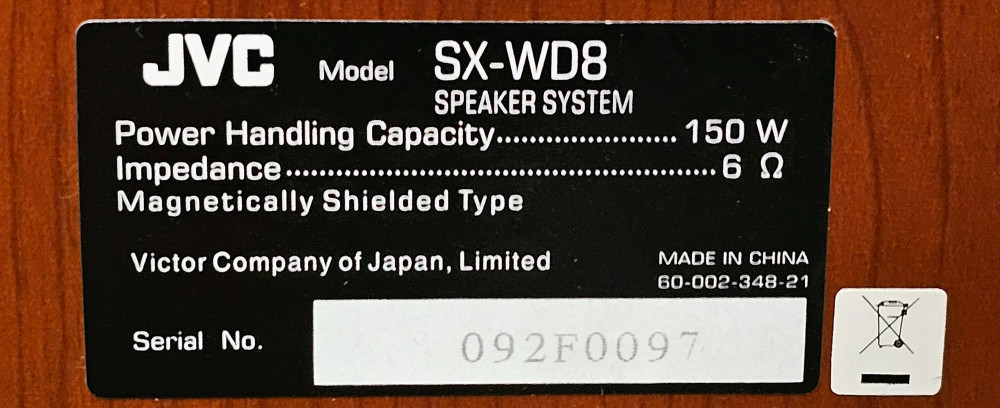 JVC Model SX-WD8
SPEAKER SYSTEM
Power Handling Capacity...................... 150 W
Impedance.................................................... 6 Ω
Magnetically Shielded Type
Victor Company of Japan, Limited
MADE IN CHINA
60-002-348-21
Serial No. 092F0097